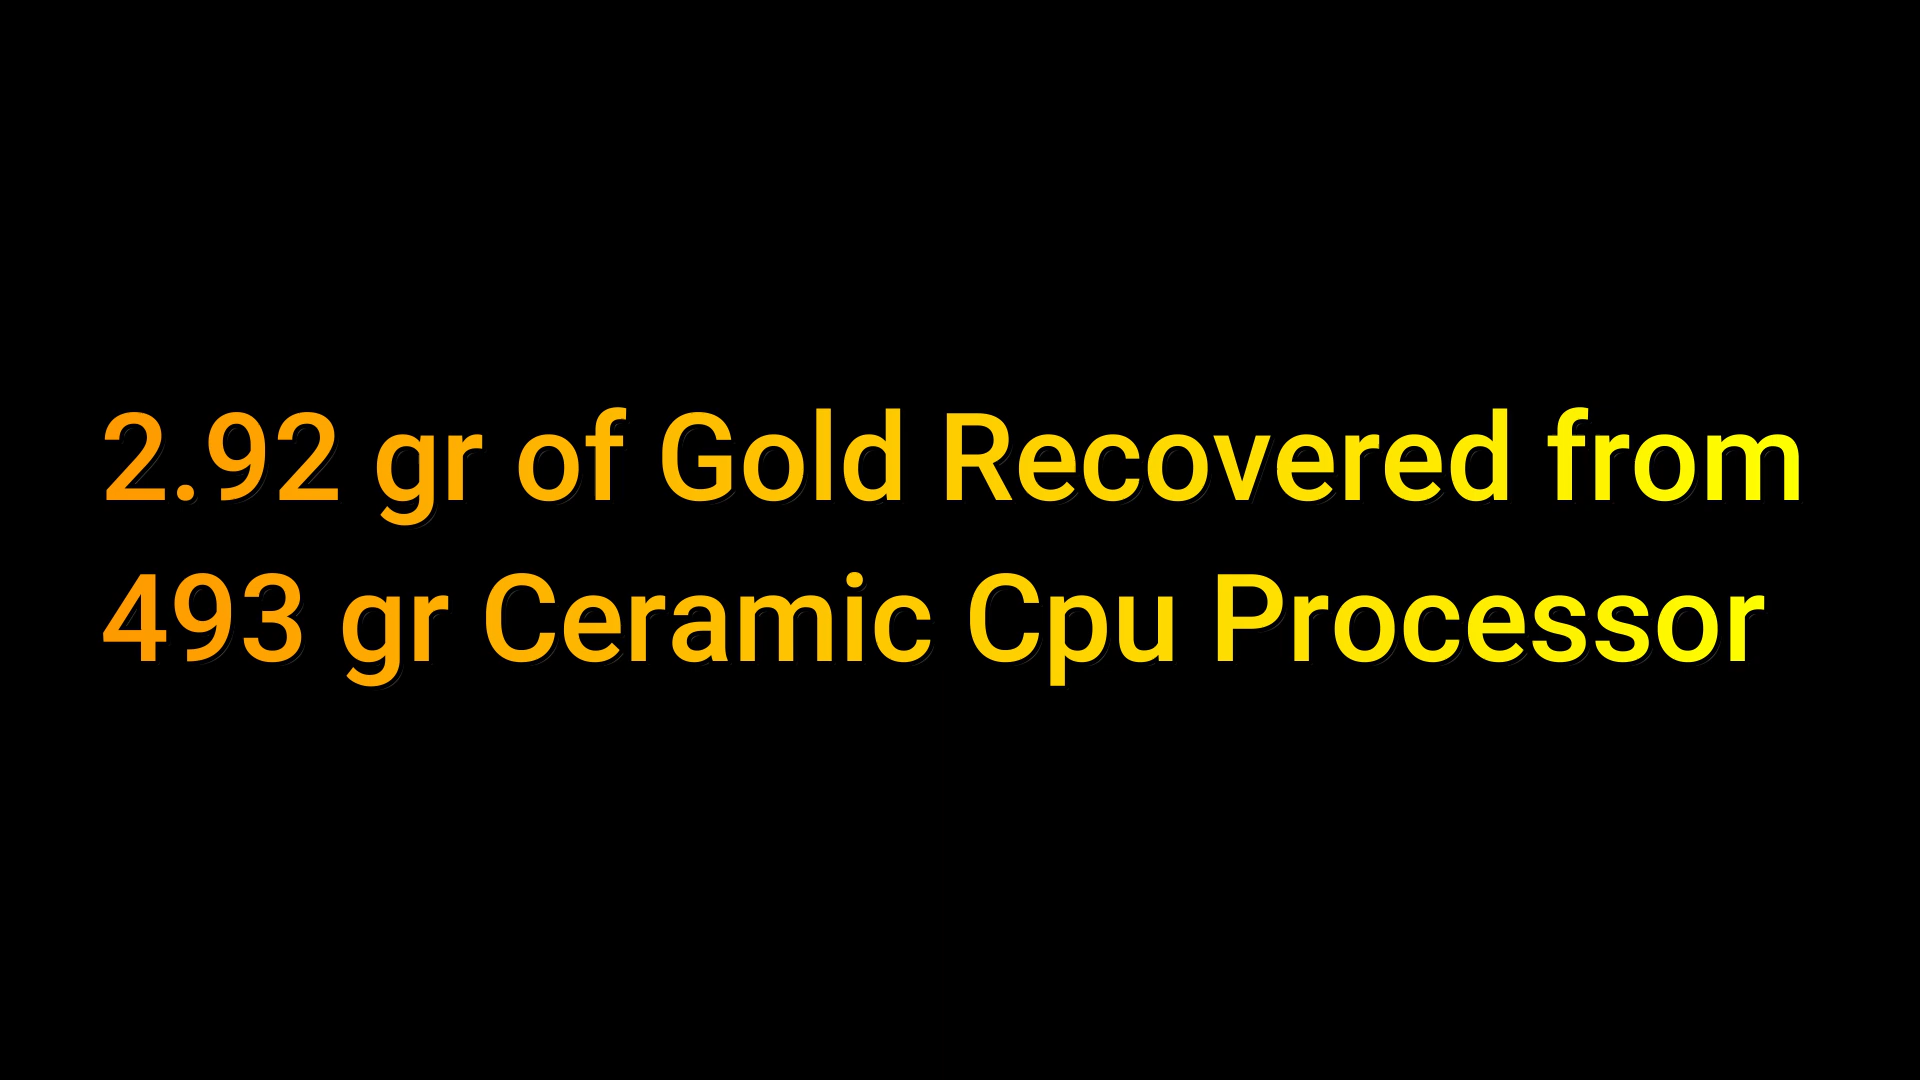 2.92 gr of Gold Recovered from
493 gr Ceramic Cpu Processor